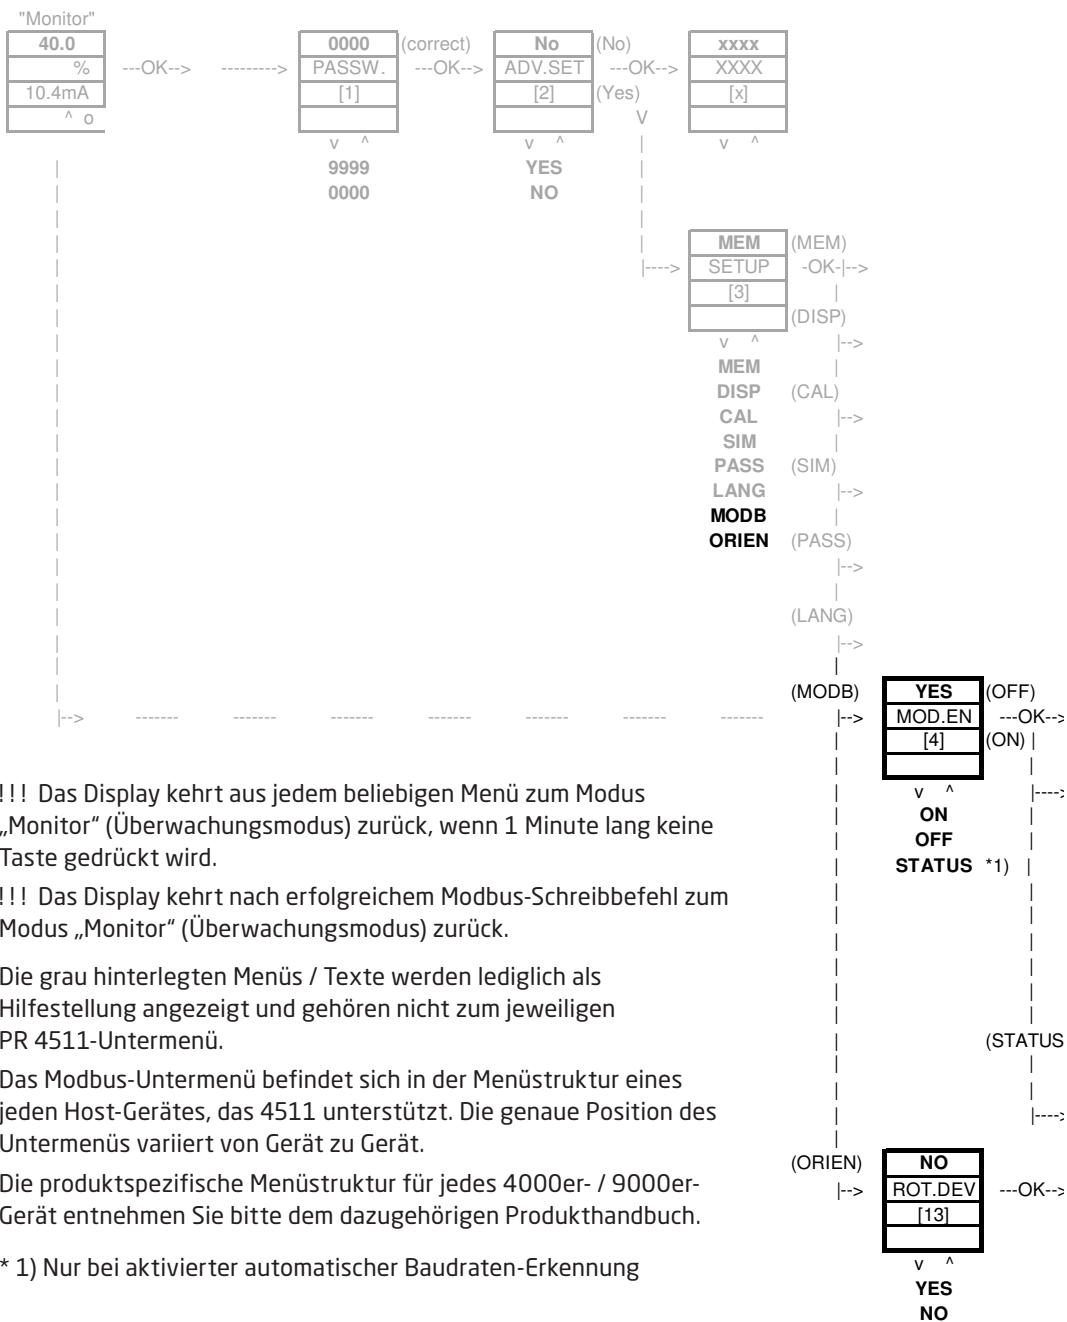 "Monitor"
40.0 0000 (correct) No (No) xxxx
% ---OK--> ---------> PASSW. ---OK--> ADV.SET ---OK--> XXXX
10.4mA [1] [2] (Yes) [x]
^ o V
v ^ v ^ | v ^
| 9999 YES |
| 0000 NO |
| |
| | MEM (MEM)
| |----> SETUP -OK-|-->
| [3] |
| (DISP)
| v ^ |-->
| MEM |
| DISP (CAL)
| CAL |-->
| SIM |
| PASS (SIM)
| LANG |-->
| MODB |
| ORIEN (PASS)
| |-->
| |
| (LANG)
| |-->
| |
| (MODB) YES (OFF)
|--> ------- ------- ------- ------- ------- ------- ------- |--> MOD.EN ---OK-->
| [4] (ON) |
| |
| v ^ |---->
| ON |
| OFF |
| STATUS *1) |
!!! Das Display kehrt aus jedem beliebigen Menü zum Modus
„Monitor“ (Überwachungsmodus) zurück, wenn 1 Minute lang keine
Taste gedrückt wird.
!!! Das Display kehrt nach erfolgreichem Modbus-Schreibbefehl zum
Modus „Monitor“ (Überwachungsmodus) zurück.
Die grau hinterlegten Menüs / Texte werden lediglich als
Hilfestellung angezeigt und gehören nicht zum jeweiligen
PR 4511-Untermenü.
Das Modbus-Untermenü befindet sich in der Menüstruktur eines
jeden Host-Gerätes, das 4511 unterstützt. Die genaue Position des
Untermenüs variiert von Gerät zu Gerät.
Die produktspezifische Menüstruktur für jedes 4000er- / 9000er-
Gerät entnehmen Sie bitte dem dazugehörigen Produkthandbuch.
* 1) Nur bei aktivierter automatischer Baudraten-Erkennung
| (STATUS
| |
| |---->
(ORIEN) NO
|--> ROT.DEV ---OK-->
[13]
v ^
YES
NO